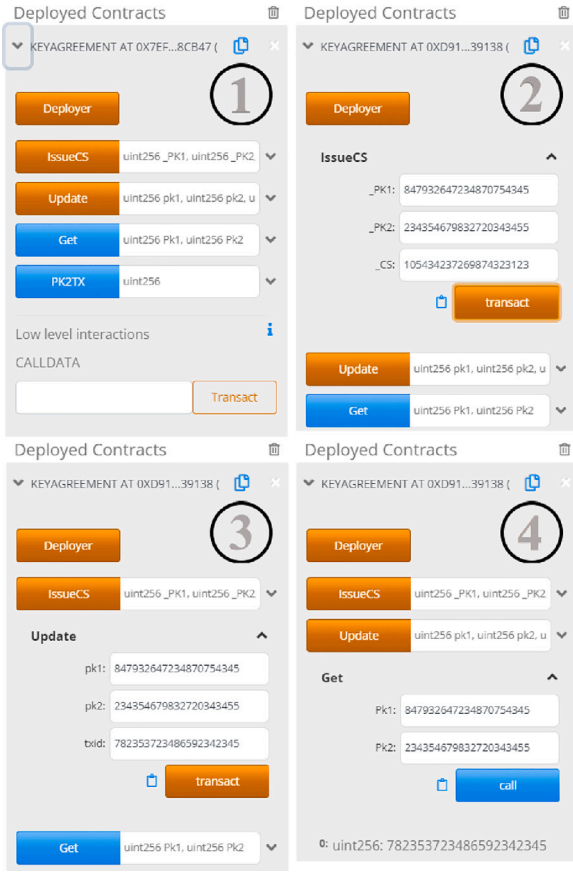 Deployed Contracts
KEYAGREEMENT AT 0X7EF...8CB47 (
1
Deployer
IssueCS uint256 _PK1, uint256 _PK2,
Update uint256 pk1, uint256 pk2, u
Get uint256 Pk1, uint256 Pk2
PK2TX uint256
Low level interactions
i
CALLDATA
Transact
Deployed Contracts
KEYAGREEMENT AT 0XD91...39138 (
2
Deployer
IssueCS
_PK1: 847932647234870754345
_PK2: 234354679832720343455
_CS: 105434237269874323123
transact
Update uint256 pk1, uint256 pk2, u
Get uint256 Pk1, uint256 Pk2
Deployed Contracts
KEYAGREEMENT AT 0XD91...39138 (
3
Deployer
IssueCS uint256 _PK1, uint256 _PK2,
Update
pk1: 847932647234870754345
pk2: 234354679832720343455
txid: 782353723486592342345
transact
Get uint256 Pk1, uint256 Pk2
Deployed Contracts
KEYAGREEMENT AT 0XD91...39138 (
4
Deployer
IssueCS uint256 _PK1, uint256 _PK2
Update uint256 pk1, uint256 pk2, u
Get
Pk1: 847932647234870754345
Pk2: 234354679832720343455
call
0: uint256: 782353723486592342345